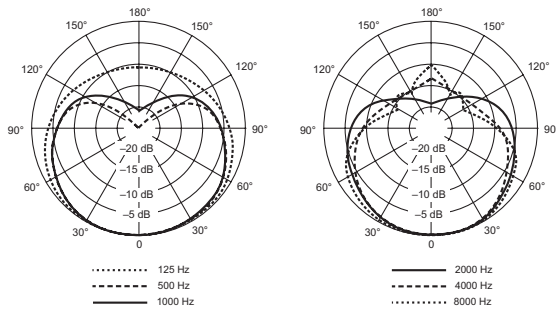 180°
150° 150°
120° 120°
90° 90°
60° 60°
30° 30°
0
–20 dB
–15 dB
–10 dB
–5 dB
125 Hz
500 Hz
1000 Hz
180°
150° 150°
120° 120°
90° 90°
60° 60°
30° 30°
0
–20 dB
–15 dB
–10 dB
–5 dB
2000 Hz
4000 Hz
8000 Hz